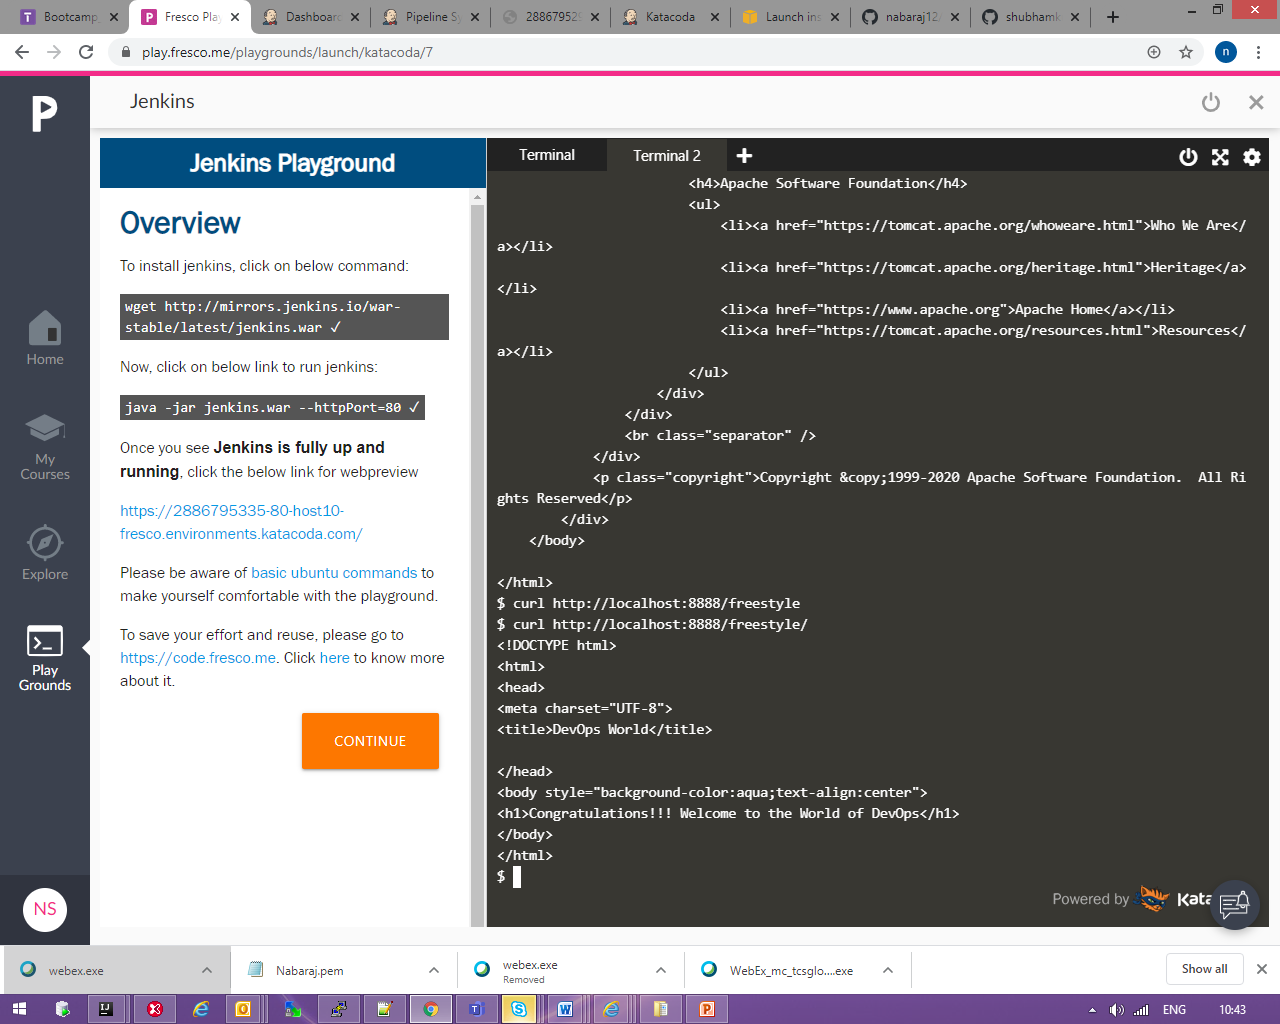 Bootcamp_
Fresco Play
Dashboard
Pipeline Sy
288679529
Katacoda
Launch ins
nabaraj12
shubhamk
play.fresco.me/playgrounds/launch/katacoda/7
n
P
Jenkins
Home
My
Courses
Explore
Play
Grounds
NS
Jenkins Playground
Overview
To install jenkins, click on below command:
wget http://mirrors.jenkins.io/war-
stable/latest/jenkins.war ✓
Now, click on below link to run jenkins:
java -jar jenkins.war --httpPort=80 ✓
Once you see Jenkins is fully up and
running, click the below link for webpreview
https://2886795335-80-host10-
fresco.environments.katacoda.com/
Please be aware of basic ubuntu commands to
make yourself comfortable with the playground.
To save your effort and reuse, please go to
https://code.fresco.me. Click here to know more
about it.
CONTINUE
Terminal
Terminal 2
<h4>Apache Software Foundation</h4>
<ul>
<li><a href="https://tomcat.apache.org/whoweare.html">Who We Are</
a></li>
<li><a href="https://tomcat.apache.org/heritage.html">Heritage</a>
</li>
<li><a href="https://www.apache.org">Apache Home</a></li>
<li><a href="https://tomcat.apache.org/resources.html">Resources</
a></li>
</ul>
</div>
</div>
<br class="separator" />
</div>
<p class="copyright">Copyright &copy;1999-2020 Apache Software Foundation.  All Ri
ghts Reserved</p>
</div>
</body>
</html>
$ curl http://localhost:8888/freestyle
$ curl http://localhost:8888/freestyle/
<!DOCTYPE html>
<html>
<head>
<meta charset="UTF-8">
<title>DevOps World</title>
</head>
<body style="background-color:aqua;text-align:center">
<h1>Congratulations!!! Welcome to the World of DevOps</h1>
</body>
</html>
$
Powered by Kata
webex.exe
Nabaraj.pem
webex.exe
Removed
WebEx_mc_tcsglo....exe
Show all
ENG
10:43